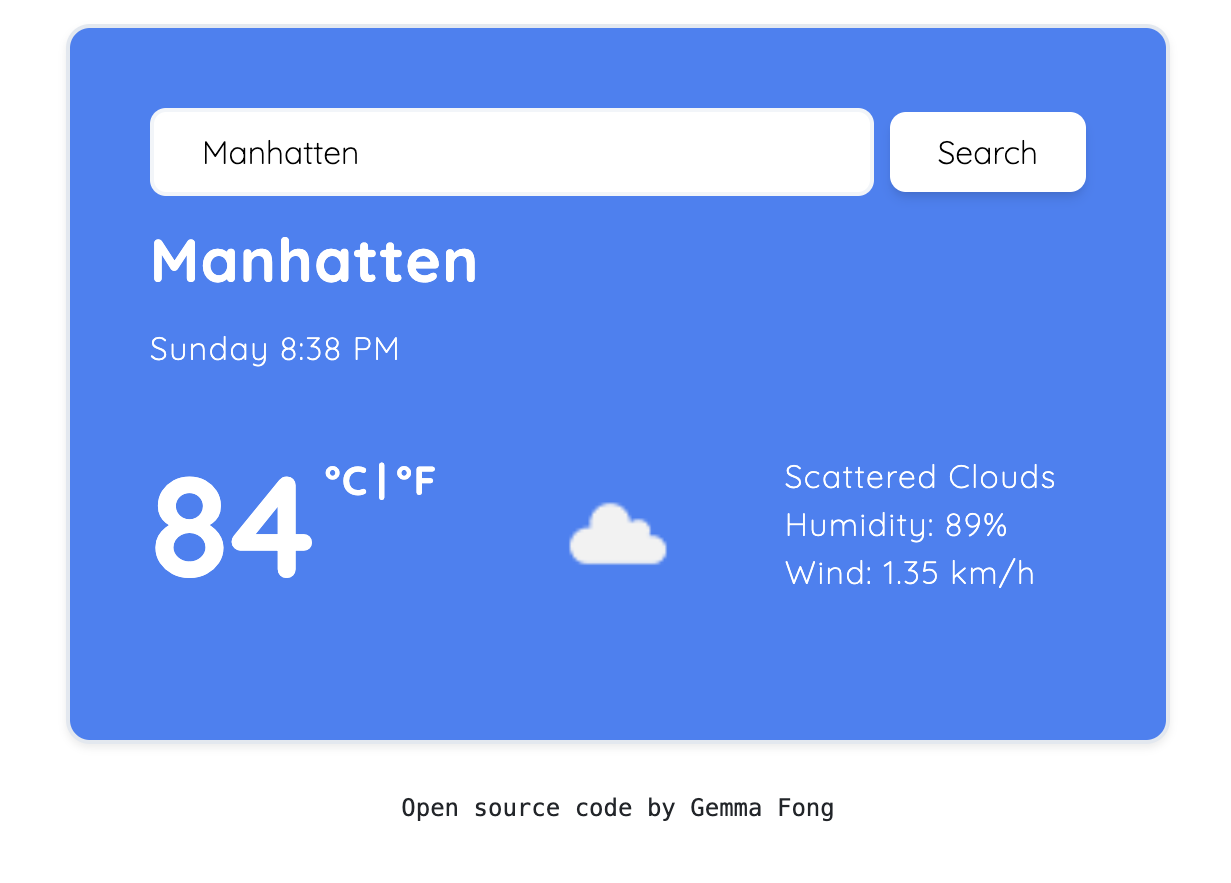 Manhatten
Search
Manhatten
Sunday 8:38 PM
84 °C | °F
Scattered Clouds
Humidity: 89%
Wind: 1.35 km/h
Open source code by Gemma Fong